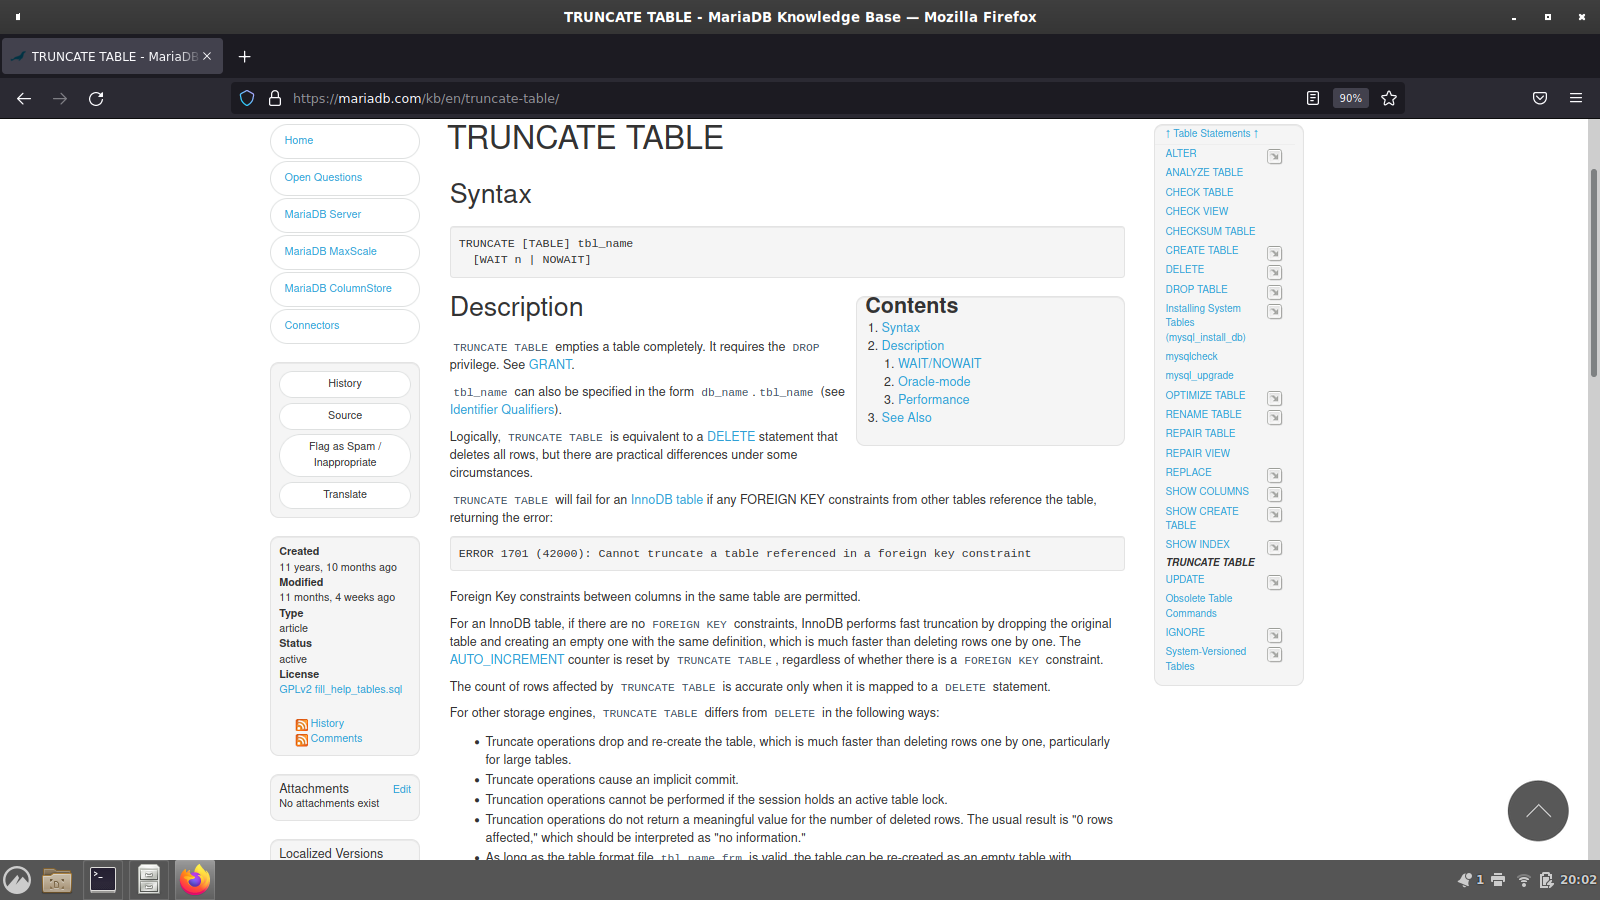 TRUNCATE TABLE - MariaDB Knowledge Base — Mozilla Firefox
TRUNCATE TABLE - MariaDB
https://mariadb.com/kb/en/truncate-table/
90%
Home
Open Questions
MariaDB Server
MariaDB MaxScale
MariaDB ColumnStore
Connectors
History
Source
Flag as Spam /
Inappropriate
Translate
Created
11 years, 10 months ago
Modified
11 months, 4 weeks ago
Type
article
Status
active
License
GPLv2 fill_help_tables.sql
History
Comments
Attachments Edit
No attachments exist
Localized Versions
TRUNCATE TABLE
Syntax
TRUNCATE [TABLE] tbl_name
[WAIT n | NOWAIT]
Description
TRUNCATE TABLE empties a table completely. It requires the DROP
privilege. See GRANT.
tbl_name can also be specified in the form db_name.tbl_name (see
Identifier Qualifiers).
Logically, TRUNCATE TABLE is equivalent to a DELETE statement that
deletes all rows, but there are practical differences under some
circumstances.
Contents
1. Syntax
2. Description
1. WAIT/NOWAIT
2. Oracle-mode
3. Performance
3. See Also
TRUNCATE TABLE will fail for an InnoDB table if any FOREIGN KEY constraints from other tables reference the table,
returning the error:
ERROR 1701 (42000): Cannot truncate a table referenced in a foreign key constraint
Foreign Key constraints between columns in the same table are permitted.
For an InnoDB table, if there are no FOREIGN KEY constraints, InnoDB performs fast truncation by dropping the original
table and creating an empty one with the same definition, which is much faster than deleting rows one by one. The
AUTO_INCREMENT counter is reset by TRUNCATE TABLE, regardless of whether there is a FOREIGN KEY constraint.
The count of rows affected by TRUNCATE TABLE is accurate only when it is mapped to a DELETE statement.
For other storage engines, TRUNCATE TABLE differs from DELETE in the following ways:
• Truncate operations drop and re-create the table, which is much faster than deleting rows one by one, particularly
for large tables.
• Truncate operations cause an implicit commit.
• Truncation operations cannot be performed if the session holds an active table lock.
• Truncation operations do not return a meaningful value for the number of deleted rows. The usual result is "0 rows
affected," which should be interpreted as "no information."
• As long as the table format file tbl_name.frm is valid, the table can be re-created as an empty table with
↑ Table Statements ↑
ALTER
ANALYZE TABLE
CHECK TABLE
CHECK VIEW
CHECKSUM TABLE
CREATE TABLE
DELETE
DROP TABLE
Installing System
Tables
(mysql_install_db)
mysqlcheck
mysql_upgrade
OPTIMIZE TABLE
RENAME TABLE
REPAIR TABLE
REPAIR VIEW
REPLACE
SHOW COLUMNS
SHOW CREATE
TABLE
SHOW INDEX
TRUNCATE TABLE
UPDATE
Obsolete Table
Commands
IGNORE
System-Versioned
Tables
1
20:02